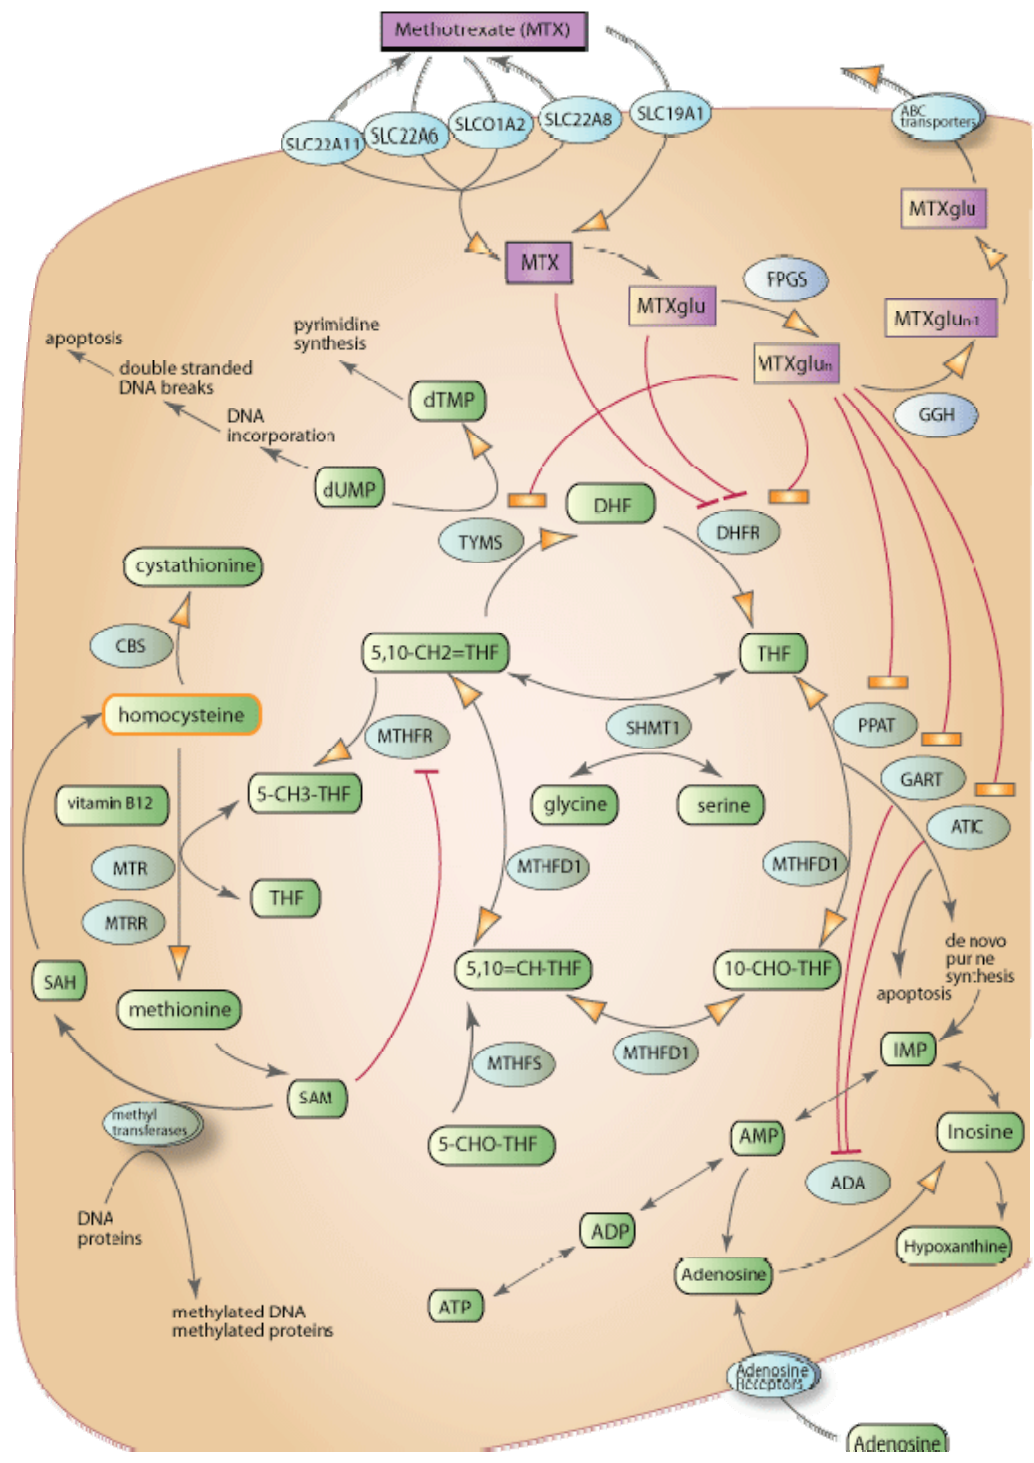 Methotrexate (MTX)
SLC22A11
SLC22A6
SLCO1A2
SLC22A8
SLC19A1
ABC
transporters
MTXglu
MTX
FPGS
MTXglu
MTXglun-1
MTXglun
GGH
pyrimidine
synthesis
apoptosis
double stranded
DNA breaks
dTMP
DNA
incorporation
dUMP
DHF
TYMS
DHFR
cystathionine
CBS
5,10-CH2=THF
THF
homocysteine
SHMT1
PPAT
MTHFR
GART
5-CH3-THF
glycine
serine
vitamin B12
ATIC
MTR
MTHFD1
MTHFD1
THF
MTRR
de novo
pur ne
synthesis
apoptosis
SAH
5,10=CH-THF
10-CHO-THF
methionine
IMP
MTHFS
MTHFD1
SAM
methyl
transferases
5-CHO-THF
AMP
Inosine
ADA
DNA
proteins
ADP
Hypoxanthine
Adenosine
ATP
methylated DNA
methylated proteins
Adenosine
Receptors
Adenosine